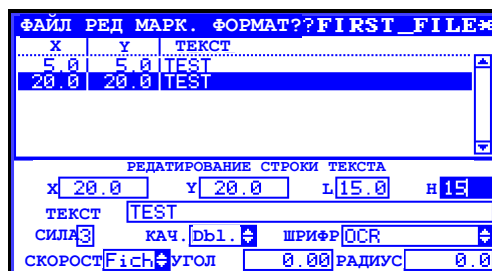 ФАЙЛ РЕД МАРК. ФОРМАТ??FIRST_FILE*
X Y ТЕКСТ
5.0 5.0 TEST
20.0 20.0 TEST
РЕДАТИРОВАНИЕ СТРОКИ ТЕКСТА
X 20.0 Y 20.0 L 15.0 H 15
ТЕКСТ TEST
СИЛА 3 КАЧ. Dbl. ШРИФР OCR
СКОРОСТ Fich УГОЛ 0.00 РАДИУС 0.0